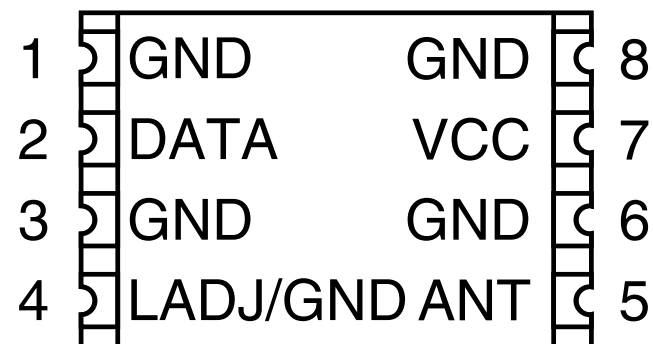 1 GND GND 8
2 DATA VCC 7
3 GND GND 6
4 LADJ/GND ANT 5